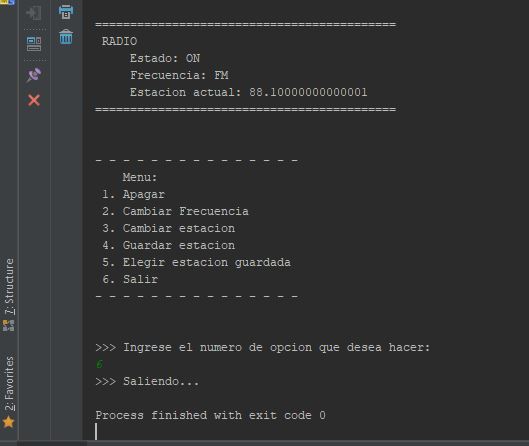 ==========================================
RADIO
Estado: ON
Frecuencia: FM
Estacion actual: 88.10000000000001
==========================================
- - - - - - - - - - - - - - -
Menu:
1. Apagar
2. Cambiar Frecuencia
3. Cambiar estacion
4. Guardar estacion
5. Elegir estacion guardada
6. Salir
- - - - - - - - - - - - - - -
>>> Ingrese el numero de opcion que desea hacer:
6
>>> Saliendo...
Process finished with exit code 0
7: Structure
2: Favorites